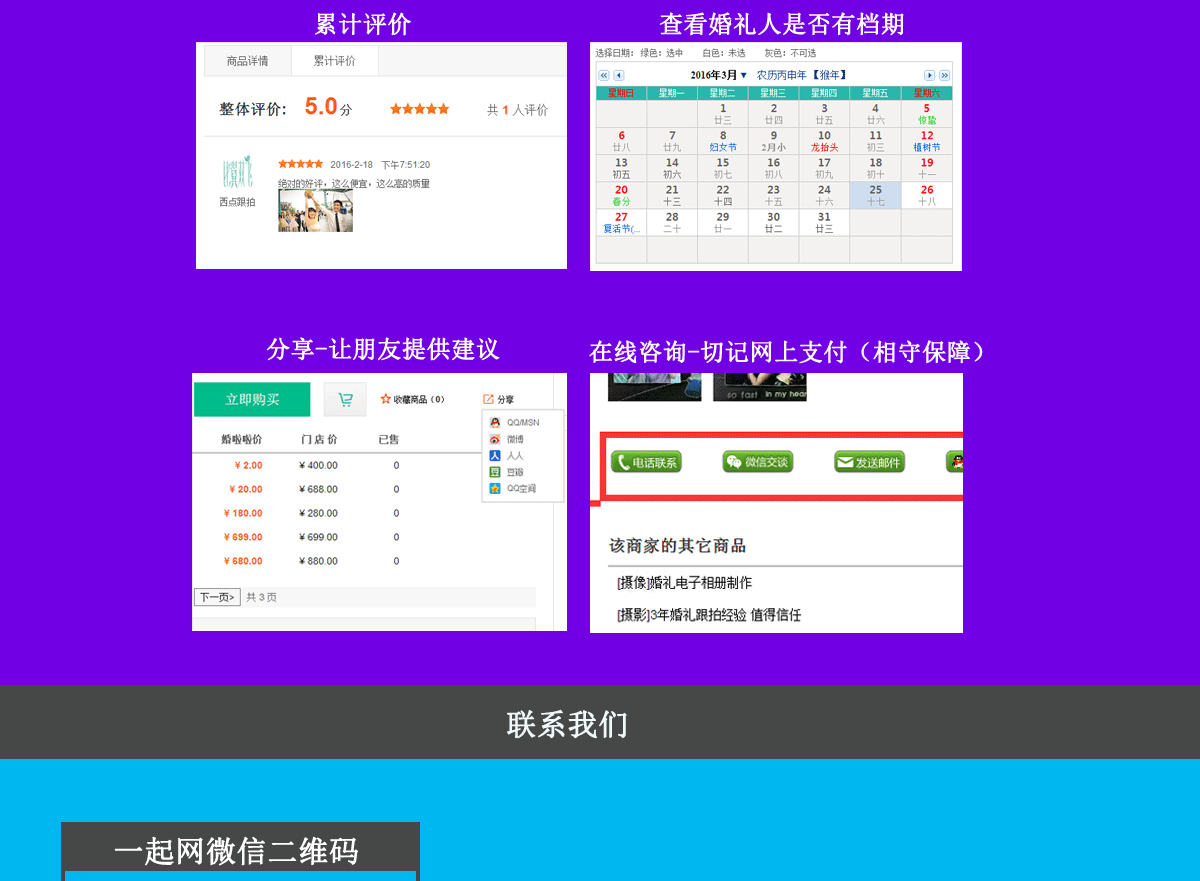 累计评价
查看婚礼人是否有档期
商品详情 累计评价
整体评价: 5.0分 共 1 人评价
2016-2-18 下午7:51:20
绝对的好评，这么便宜，这么高的质量
西点跟拍
选择日期: 绿色: 选中 白色: 未选 灰色: 不可选
2016年3月▼ 农历丙申年 【猴年】
星期日 星期一 星期二 星期三 星期四 星期五 星期六
1 2 3 4 5
廿三 廿四 廿五 廿六 惊蛰
6 7 8 9 10 11 12
廿八 廿九 妇女节 2月小 龙抬头 初三 植树节
13 14 15 16 17 18 19
初五 初六 初七 初八 初九 初十 十一
20 21 22 23 24 25 26
春分 十三 十四 十五 十六 十七 十八
27 28 29 30 31
夏活节(... 二十 廿一 廿二 廿三
分享-让朋友提供建议
在线咨询-切记网上支付（相守保障）
立即购买 收藏商品（0） 分享
QQ/MSN
微博
人人
豆瓣
QQ空间
婚啦啦价 门 店 价 已售
¥ 2.00 ¥ 400.00 0
¥ 20.00 ¥ 688.00 0
¥ 180.00 ¥ 280.00 0
¥ 699.00 ¥ 699.00 0
¥ 680.00 ¥ 880.00 0
下一页> 共 3 页
so fast in my hear
电话联系 微信交谈 发送邮件
该商家的其它商品
[摄像]婚礼电子相册制作
[摄影]3年婚礼跟拍经验 值得信任
联系我们
一起网微信二维码